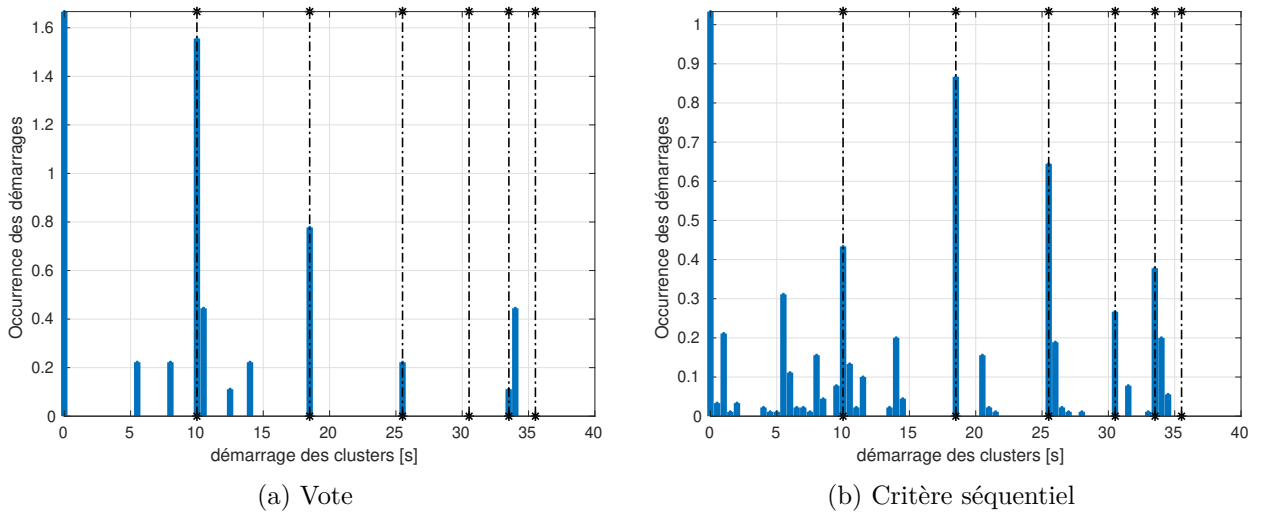 1.6
1.4
1.2
1
0.8
0.6
0.4
0.2
0
Occurrence des démarrages
0 5 10 15 20 25 30 35 40
démarrage des clusters [s]
(a) Vote
1
0.9
0.8
0.7
0.6
0.5
0.4
0.3
0.2
0.1
0
Occurrence des démarrages
0 5 10 15 20 25 30 35 40
démarrage des clusters [s]
(b) Critère séquentiel